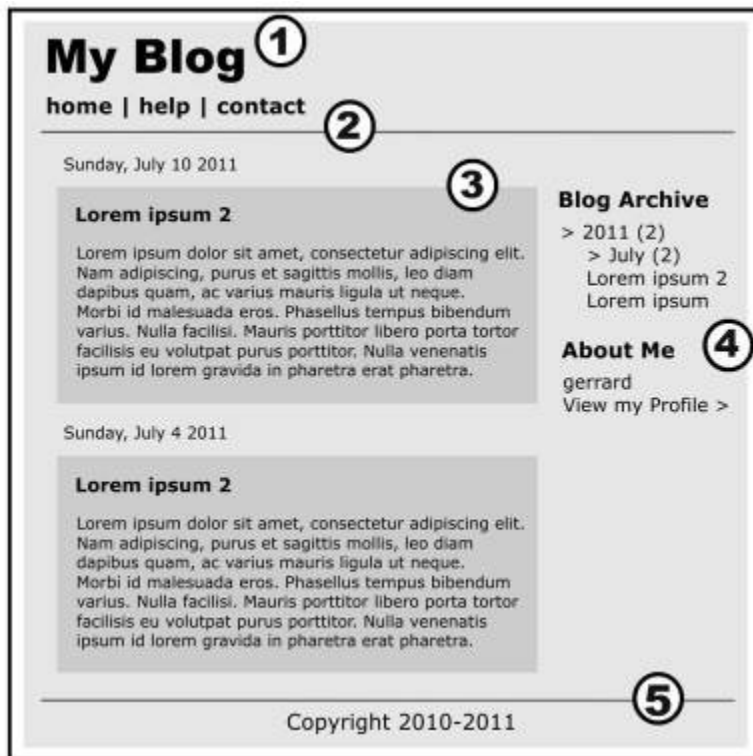 My Blog
1
home | help | contact
2
Sunday, July 10 2011
3
Lorem ipsum 2
Lorem ipsum dolor sit amet, consectetur adipiscing elit.
Nam adipiscing, purus et sagittis mollis, leo diam
dapibus quam, ac varius mauris ligula ut neque.
Morbi id malesuada eros. Phasellus tempus bibendum
varius. Nulla facilisi. Mauris porttitor libero porta tortor
facilisis eu volutpat purus porttitor. Nulla venenatis
ipsum id lorem gravida in pharetra erat pharetra.
Sunday, July 4 2011
Lorem ipsum 2
Lorem ipsum dolor sit amet, consectetur adipiscing elit.
Nam adipiscing, purus et sagittis mollis, leo diam
dapibus quam, ac varius mauris ligula ut neque.
Morbi id malesuada eros. Phasellus tempus bibendum
varius. Nulla facilisi. Mauris porttitor libero porta tortor
facilisis eu volutpat purus porttitor. Nulla venenatis
ipsum id lorem gravida in pharetra erat pharetra.
Blog Archive
> 2011 (2)
> July (2)
Lorem ipsum 2
Lorem ipsum
About Me
4
gerrard
View my Profile >
5
Copyright 2010-2011